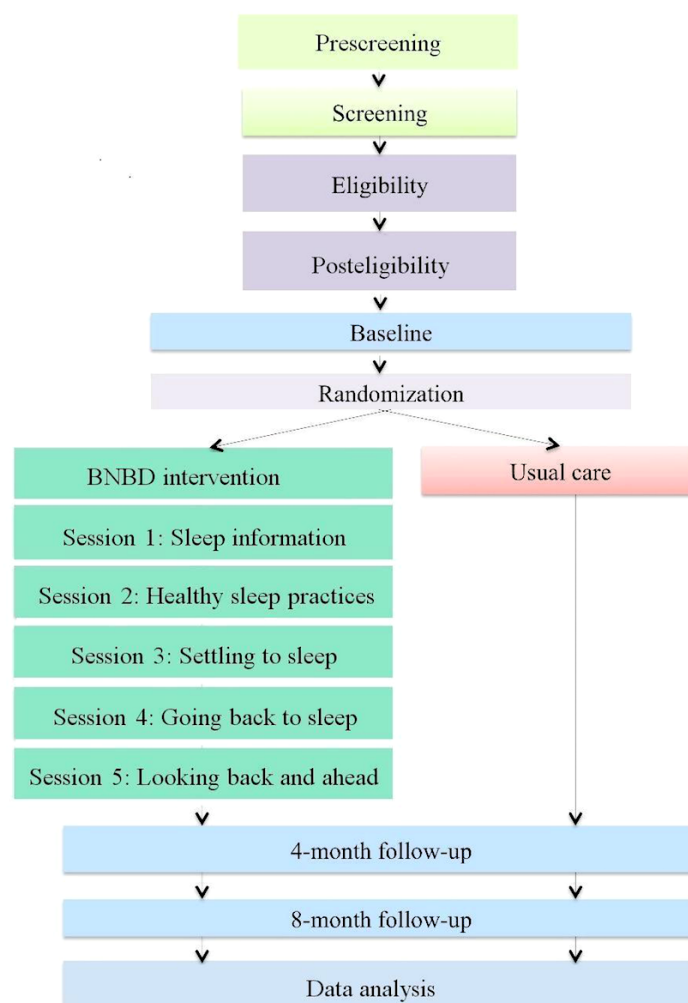 Prescreening
Screening
Eligibility
Posteligibility
Baseline
Randomization
BNBD intervention
Usual care
Session 1: Sleep information
Session 2: Healthy sleep practices
Session 3: Settling to sleep
Session 4: Going back to sleep
Session 5: Looking back and ahead
4-month follow-up
8-month follow-up
Data analysis